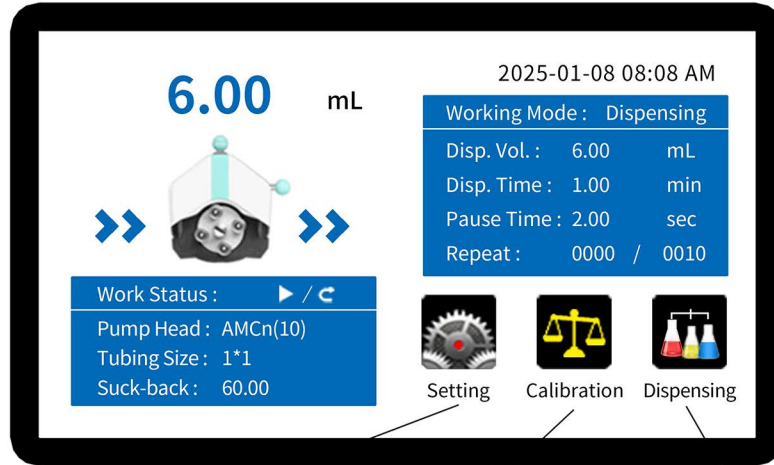 2025-01-08 08:08 AM
6.00 mL
Working Mode : Dispensing
Disp. Vol. : 6.00 mL
Disp. Time : 1.00 min
Pause Time : 2.00 sec
Repeat : 0000 / 0010
Work Status : /
Pump Head : AMCn(10)
Tubing Size : 1*1
Suck-back : 60.00
Setting
Calibration
Dispensing